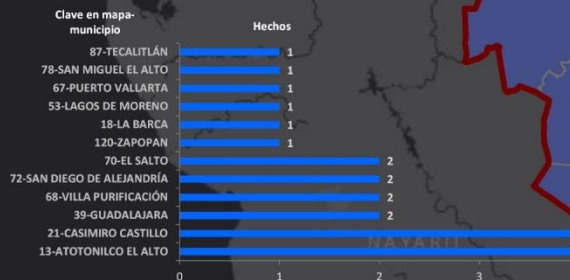 Clave en mapa-
municipio
Hechos
87-TECALITLÁN 1
78-SAN MIGUEL EL ALTO 1
67-PUERTO VALLARTA 1
53-LAGOS DE MORENO 1
18-LA BARCA 1
120-ZAPOPAN 1
70-EL SALTO 2
72-SAN DIEGO DE ALEJANDRÍA 2
68-VILLA PURIFICACIÓN 2
39-GUADALAJARA 2
21-CASIMIRO CASTILLO
NAYARIT
13-ATOTONILCO EL ALTO
0 1 2 3